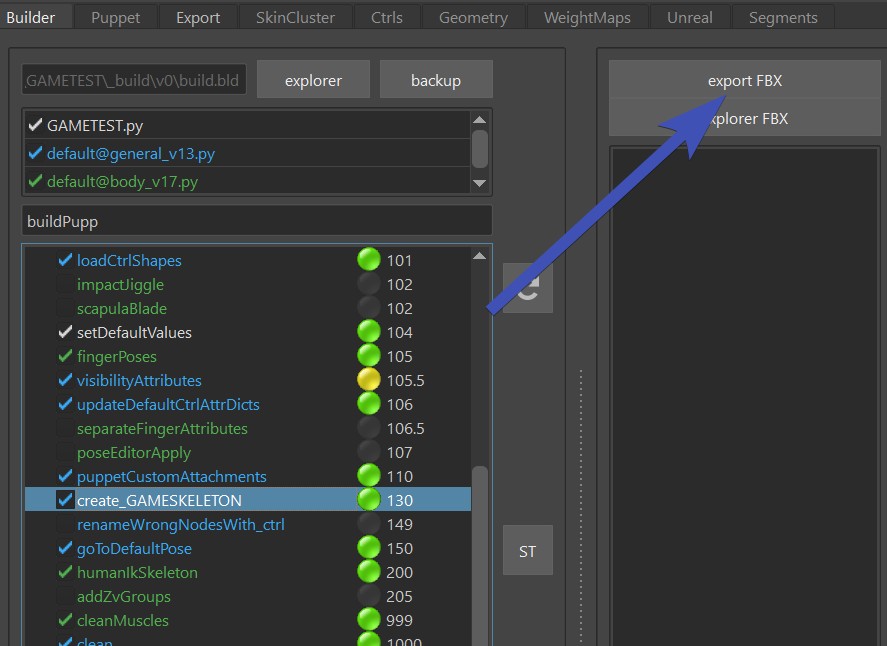 Builder Puppet Export SkinCluster Ctrls Geometry WeightMaps Unreal Segments
GAMETEST\_build\v0\build.bld explorer backup
GAMETEST.py
default@general_v13.py
default@body_v17.py
buildPupp
loadCtrlShapes 101
impactJiggle 102
scapulaBlade 102
setDefaultValues 104
fingerPoses 105
visibilityAttributes 105.5
updateDefaultCtrlAttrDicts 106
separateFingerAttributes 106.5
poseEditorApply 107
puppetCustomAttachments 110
create_GAMESKELETON 130
renameWrongNodesWith_ctrl 149
goToDefaultPose 150
humanIkSkeleton 200
addZvGroups 205
cleanMuscles 999
clean 1000
ST
export FBX
xplorer FBX